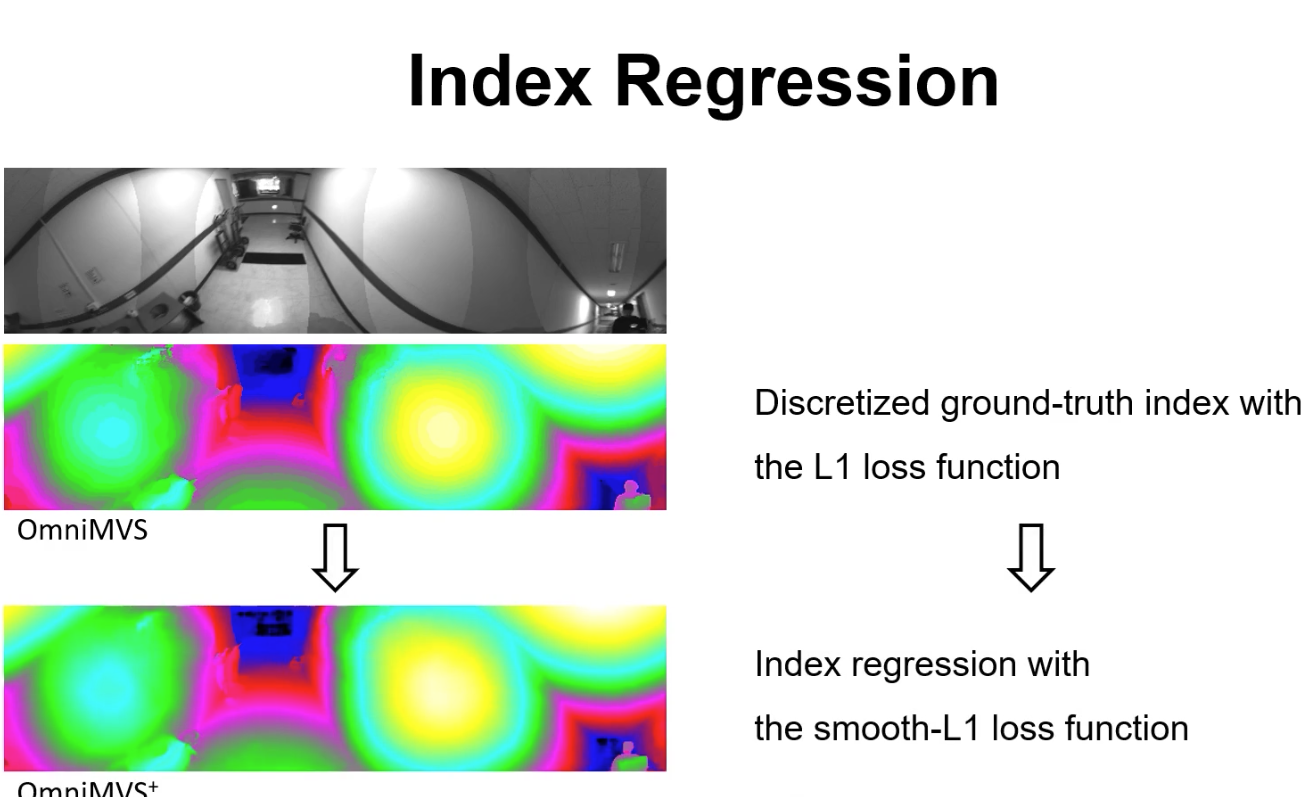 Index Regression
Discretized ground-truth index with
the L1 loss function
OmniMVS
Index regression with
the smooth-L1 loss function
OmniMVS⁺